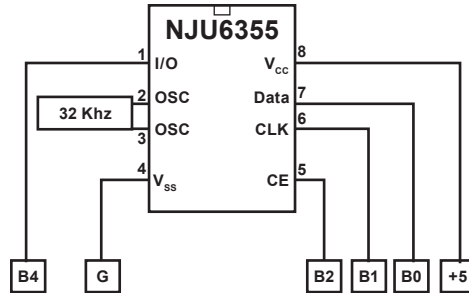 NJU6355
1 I/O VCC 8
2 OSC Data 7
32 Khz
3 OSC CLK 6
4 VSS CE 5
B4 G B2 B1 B0 +5